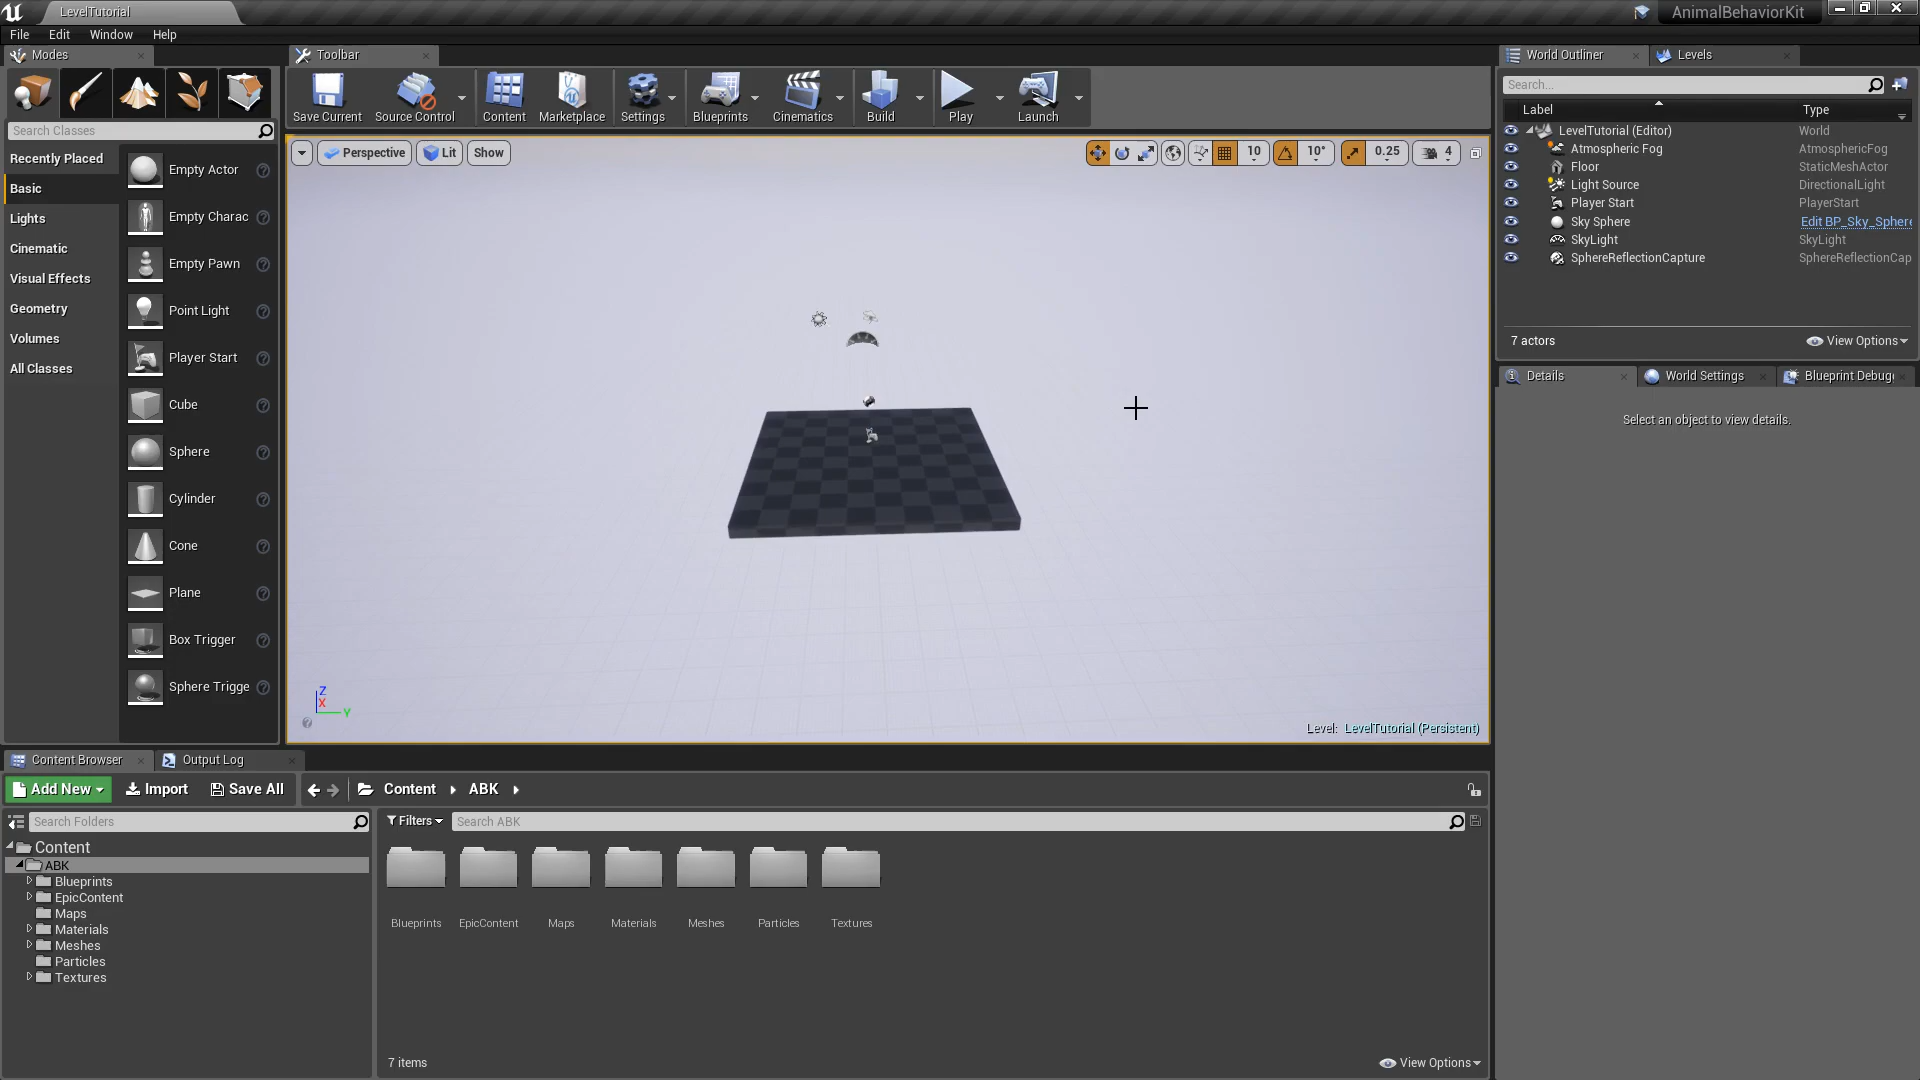 LevelTutorial
AnimalBehaviorKit
File Edit Window Help
Modes
Toolbar
World Outliner
Levels
Save Current
Source Control
Content
Marketplace
Settings
Blueprints
Cinematics
Build
Play
Launch
Search Classes
Recently Placed
Basic
Lights
Cinematic
Visual Effects
Geometry
Volumes
All Classes
Empty Actor
Empty Charac
Empty Pawn
Point Light
Player Start
Cube
Sphere
Cylinder
Cone
Plane
Box Trigger
Sphere Trigge
Perspective
Lit
Show
10
10°
0.25
4
Z
X
Y
Level: LevelTutorial (Persistent)
Search...
Label Type
LevelTutorial (Editor) World
Atmospheric Fog AtmosphericFog
Floor StaticMeshActor
Light Source DirectionalLight
Player Start PlayerStart
Sky Sphere Edit BP_Sky_Sphere
SkyLight SkyLight
SphereReflectionCapture SphereReflectionCap
7 actors
View Options
Details
World Settings
Blueprint Debug
Select an object to view details.
Content Browser
Output Log
Add New
Import
Save All
Content
ABK
Search Folders
Filters
Search ABK
Content
ABK
Blueprints
EpicContent
Maps
Materials
Meshes
Particles
Textures
Blueprints
EpicContent
Maps
Materials
Meshes
Particles
Textures
7 items
View Options